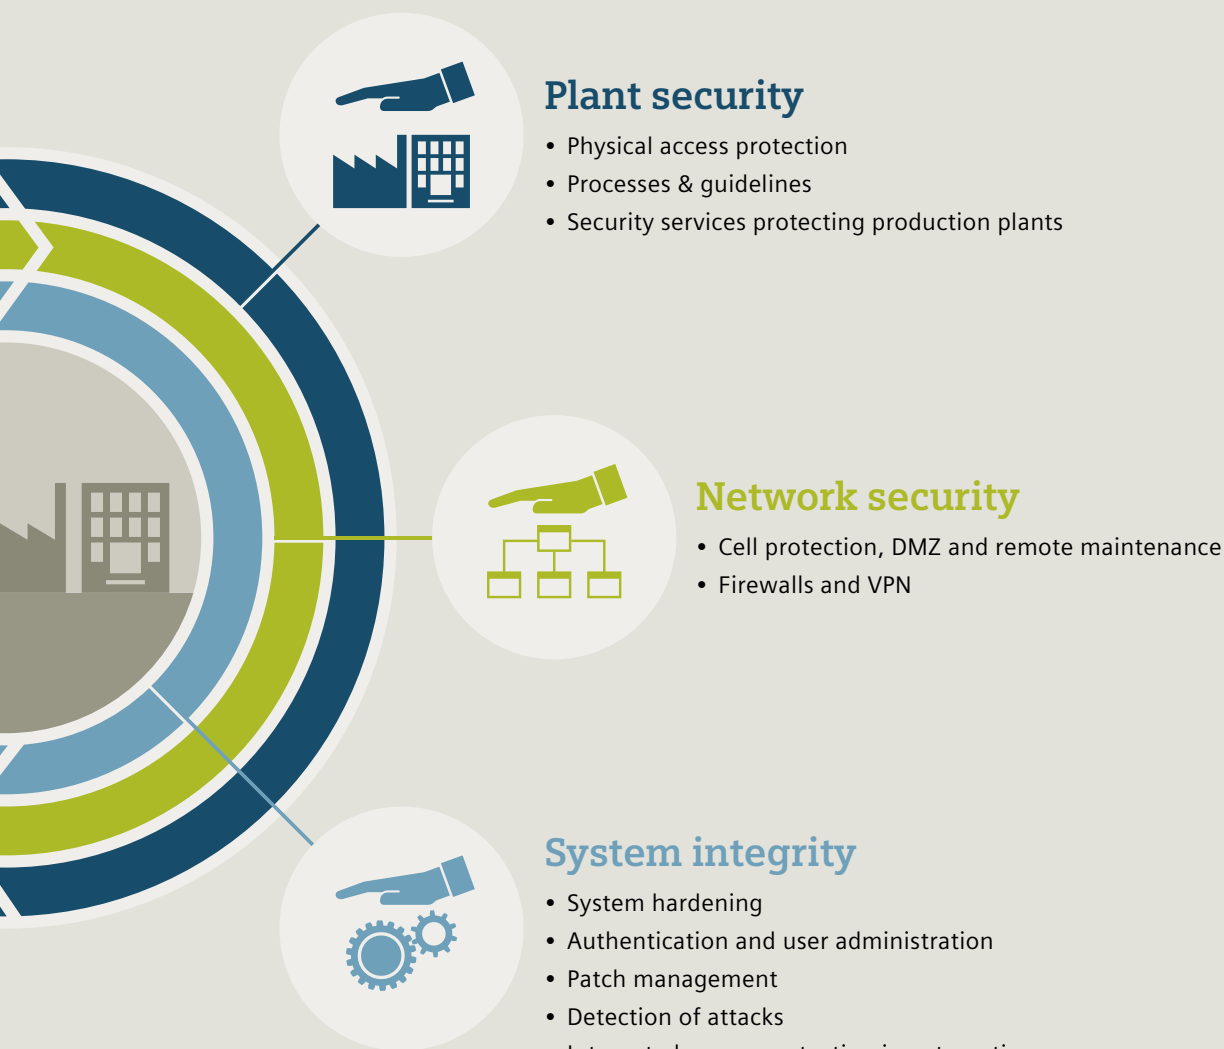 Plant security
• Physical access protection
• Processes & guidelines
• Security services protecting production plants
Network security
• Cell protection, DMZ and remote maintenance
• Firewalls and VPN
System integrity
• System hardening
• Authentication and user administration
• Patch management
• Detection of attacks